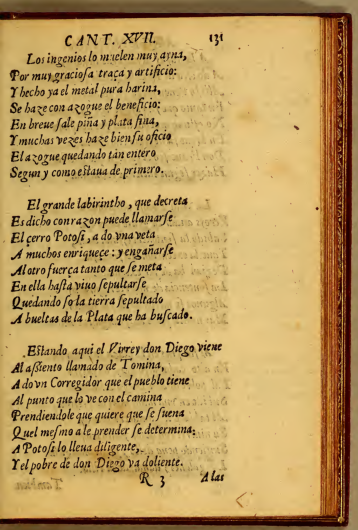 CANT. XVII. 131
Los ingenios lo muelen muy ayna,
Por muy graciosa traça y artificio:
Y hecho ya el metal pura harina,
Se haze con azogue el beneficio:
En breue sale piña y plata fina,
Y muchas vezes haze bien su oficio
El azogue quedando tan entero
Segun y como estaua de primero.
El grande labirintho, que decreta
Es dicho con razon puede llamarse
El cerro Potosi, a do vna veta
A muchos enriqueçe: y engañarse
Al otro fuerça tanto que se meta
En ella hasta viuo sepultarse
Quedando so la tierra sepultado
A bueltas de la Plata que ha buscado.
Estando aqui el Virrey don Diego viene
Al assiento llamado de Tomina,
A do vn Corregidor que el pueblo tiene
Al punto que lo ve con el camina
Prendiendole que quiere que se suena
Quel mesmo a le prender se determina:
A Potosi lo lleua diligente,
Y el pobre de don Diego va doliente.
R 3 A las